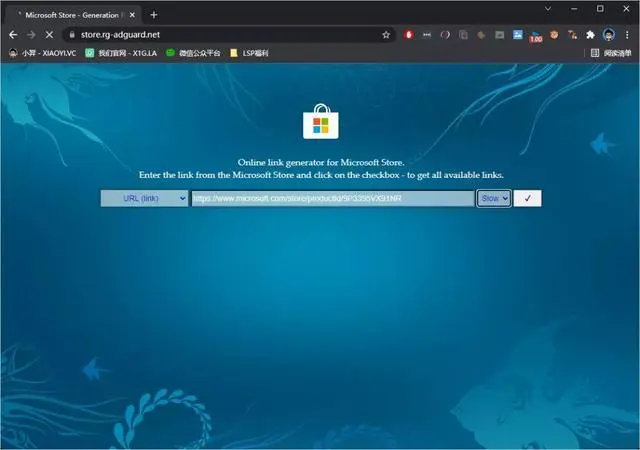 Microsoft Store - Generation P
store.rg-adguard.net
1.00
小羿 - XIAOYI.VC
我们官网 - X1G.LA
微信公众平台
LSP福利
阅读清单
Online link generator for Microsoft Store.
Enter the link from the Microsoft Store and click on the checkbox - to get all available links.
URL (link)
https://www.microsoft.com/store/productId/9P3395VX91NR
Slow